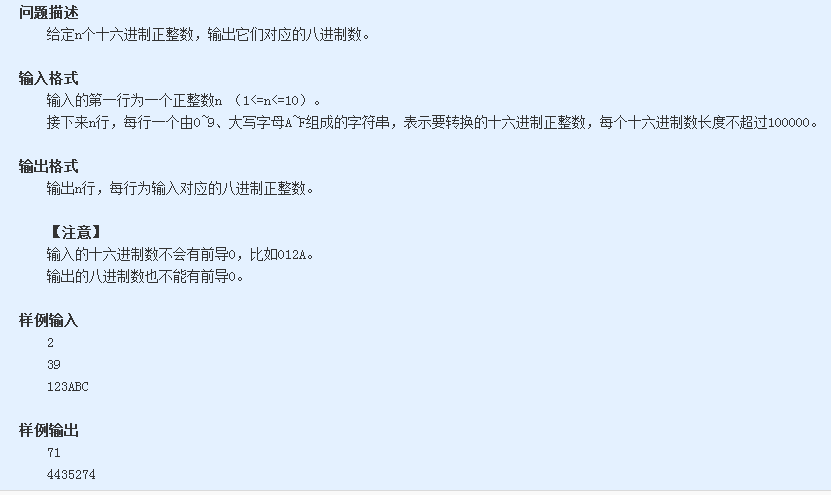 问题描述
给定n个十六进制正整数，输出它们对应的八进制数。
输入格式
输入的第一行为一个正整数n （1<=n<=10）。
接下来n行，每行一个由0~9、大写字母A~F组成的字符串，表示要转换的十六进制正整数，每个十六进制数长度不超过100000。
输出格式
输出n行，每行为输入对应的八进制正整数。
【注意】
输入的十六进制数不会有前导0，比如012A。
输出的八进制数也不能有前导0。
样例输入
2
39
123ABC
样例输出
71
4435274